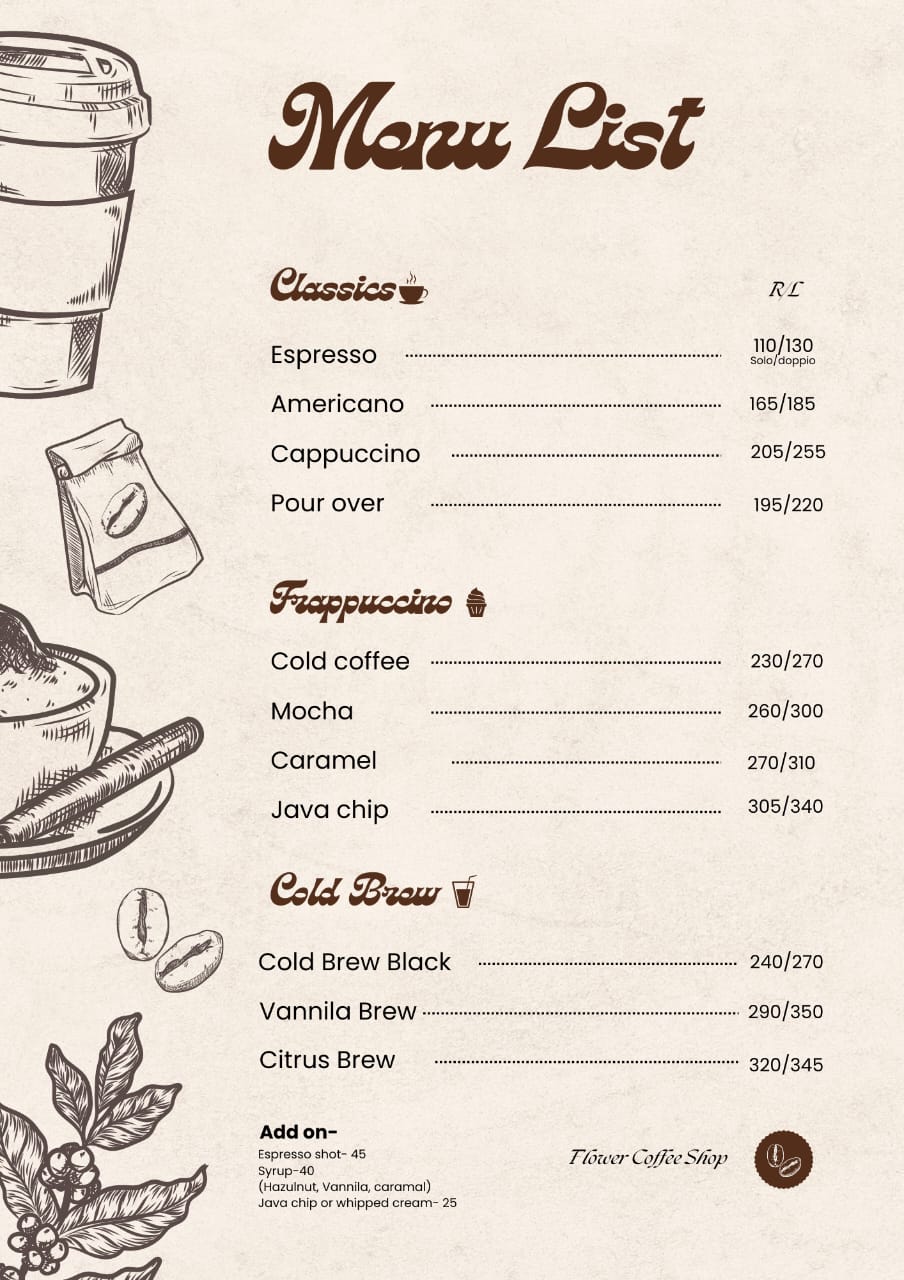 Menu List
Classics R/L
Espresso 110/130
Solo/doppio
Americano 165/185
Cappuccino 205/255
Pour over 195/220
Frappuccino
Cold coffee 230/270
Mocha 260/300
Caramel 270/310
Java chip 305/340
Cold Brew
Cold Brew Black 240/270
Vannila Brew 290/350
Citrus Brew 320/345
Add on-
Espresso shot- 45
Syrup-40
(Hazulnut, Vannila, caramal)
Java chip or whipped cream- 25
Flower Coffee Shop